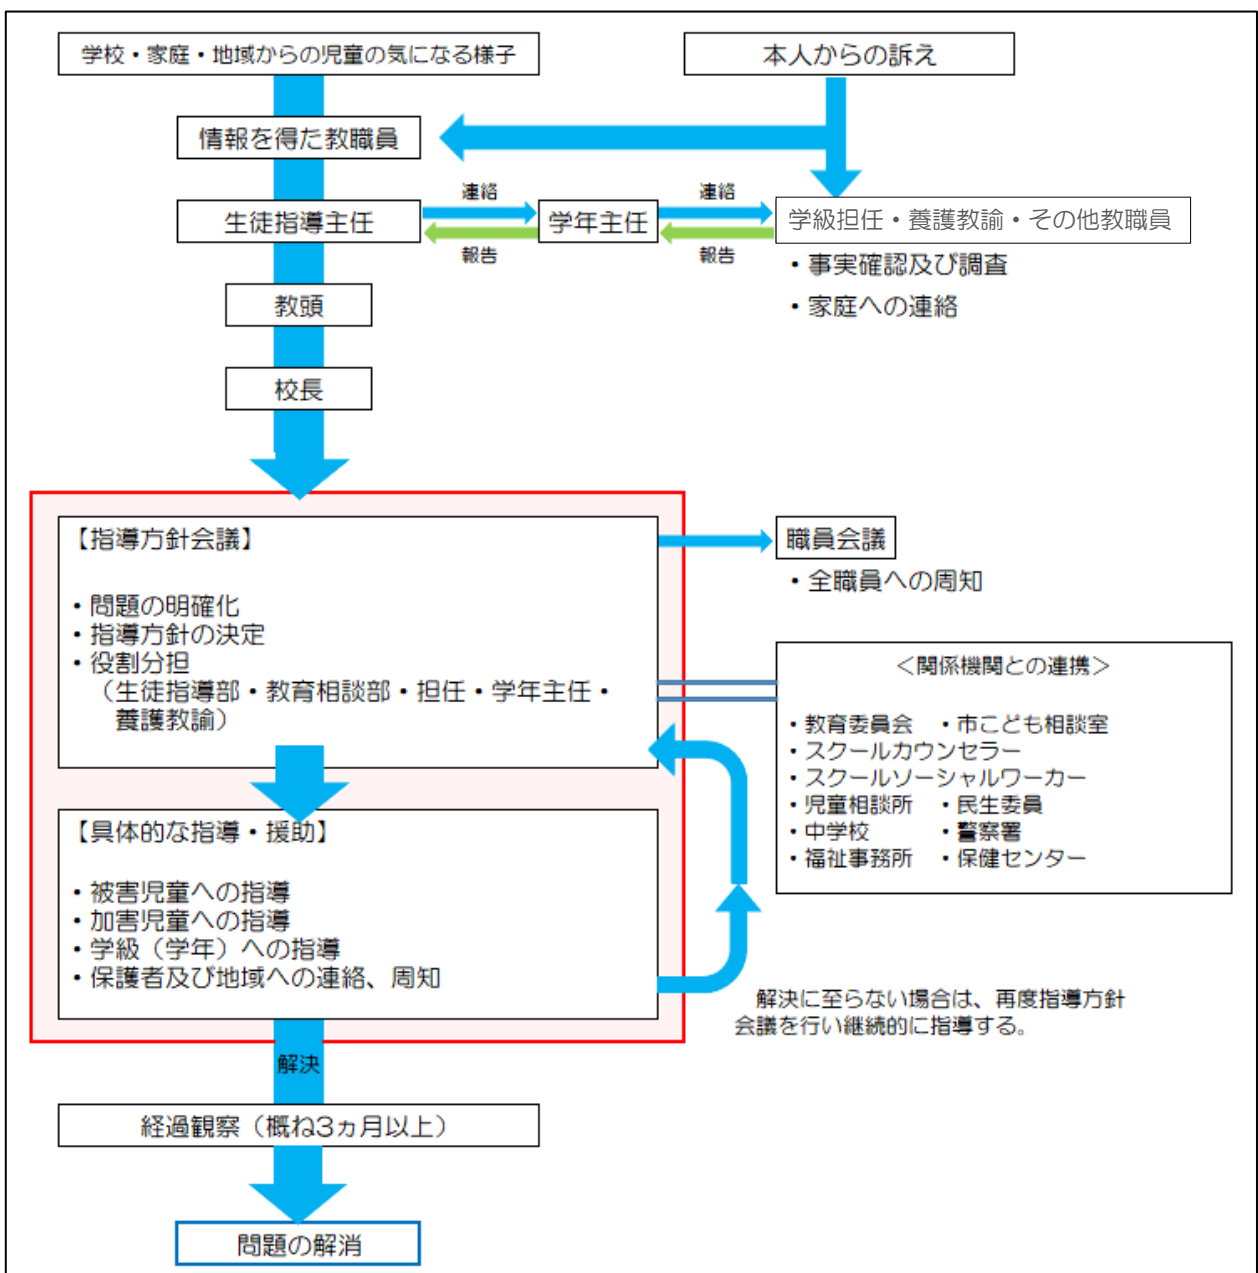 学校・家庭・地域からの児童の気になる様子
本人からの訴え
情報を得た教職員
生徒指導主任
連絡
報告
学年主任
連絡
報告
学級担任・養護教諭・その他教職員
・事実確認及び調査
・家庭への連絡
教頭
校長
【指導方針会議】
・問題の明確化
・指導方針の決定
・役割分担
（生徒指導部・教育相談部・担任・学年主任・
養護教諭）
職員会議
・全職員への周知
＜関係機関との連携＞
・教育委員会　・市こども相談室
・スクールカウンセラー
・スクールソーシャルワーカー
・児童相談所　・民生委員
・中学校　・警察署
・福祉事務所　・保健センター
【具体的な指導・援助】
・被害児童への指導
・加害児童への指導
・学級（学年）への指導
・保護者及び地域への連絡、周知
解決に至らない場合は、再度指導方針
会議を行い継続的に指導する。
解決
経過観察（概ね3ヵ月以上）
問題の解消